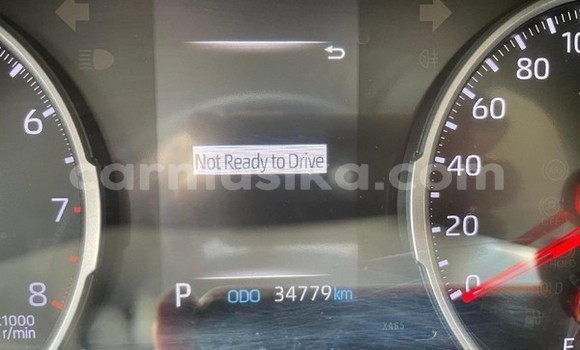 100
80
6
60
Not Ready to Drive
carmusika.com
40
7
20
0
8
P ODO 34779 km
x1000
r/min
E